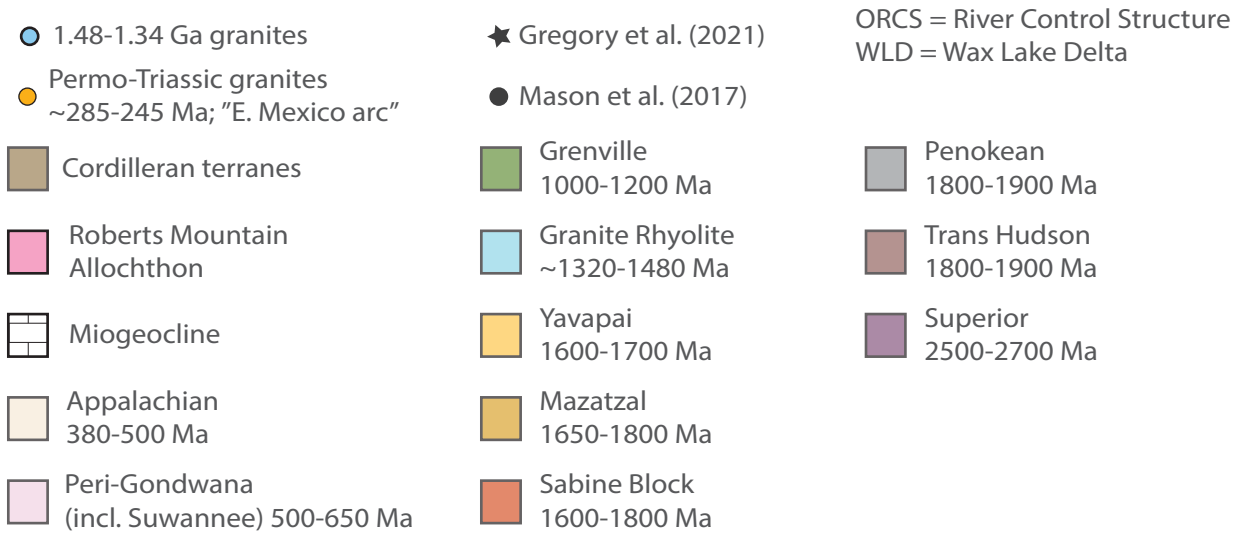 1.48-1.34 Ga granites
Permo-Triassic granites
~285-245 Ma; ”E. Mexico arc”
Cordilleran terranes
Roberts Mountain
Allochthon
Miogeocline
Appalachian
380-500 Ma
Peri-Gondwana
(incl. Suwannee) 500-650 Ma
Gregory et al. (2021)
Mason et al. (2017)
Grenville
1000-1200 Ma
Granite Rhyolite
~1320-1480 Ma
Yavapai
1600-1700 Ma
Mazatzal
1650-1800 Ma
Sabine Block
1600-1800 Ma
ORCS = River Control Structure
WLD = Wax Lake Delta
Penokean
1800-1900 Ma
Trans Hudson
1800-1900 Ma
Superior
2500-2700 Ma